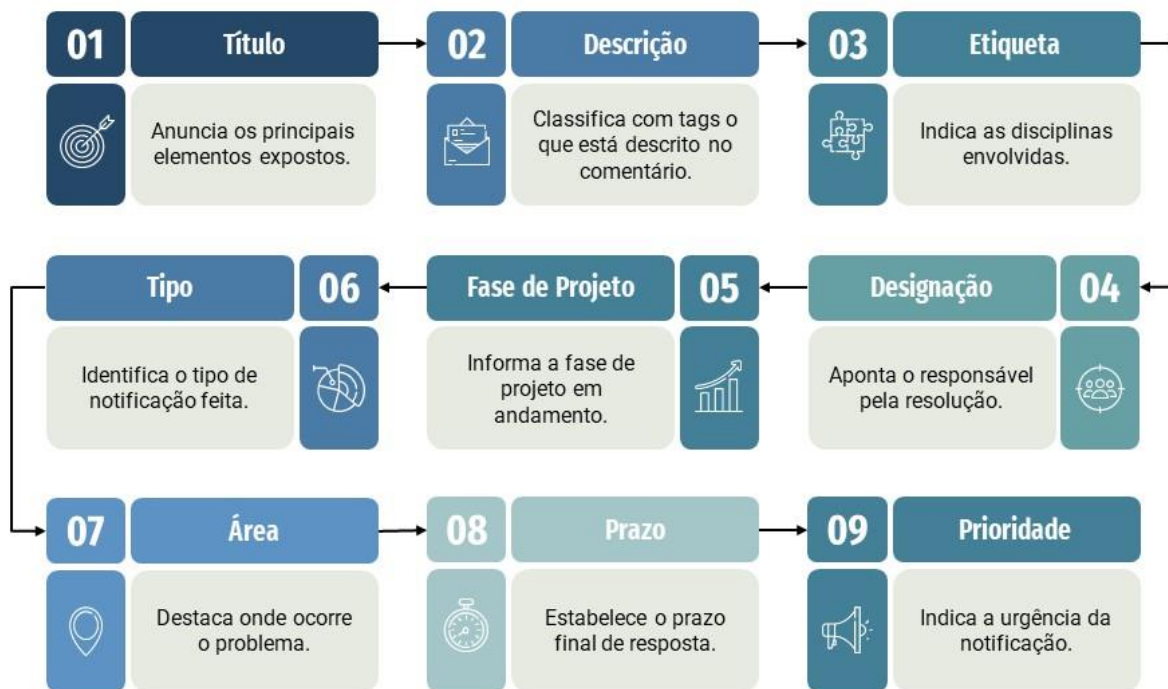 01
Título
Anuncia os principais
elementos expostos.
02
Descrição
Classifica com tags o
que está descrito no
comentário.
03
Etiqueta
Indica as disciplinas
envolvidas.
Designação
04
Aponta o responsável
pela resolução.
Fase de Projeto
05
Informa a fase de
projeto em
andamento.
Tipo
06
Identifica o tipo de
notificação feita.
07
Área
Destaca onde ocorre
o problema.
08
Prazo
Estabelece o prazo
final de resposta.
09
Prioridade
Indica a urgência da
notificação.